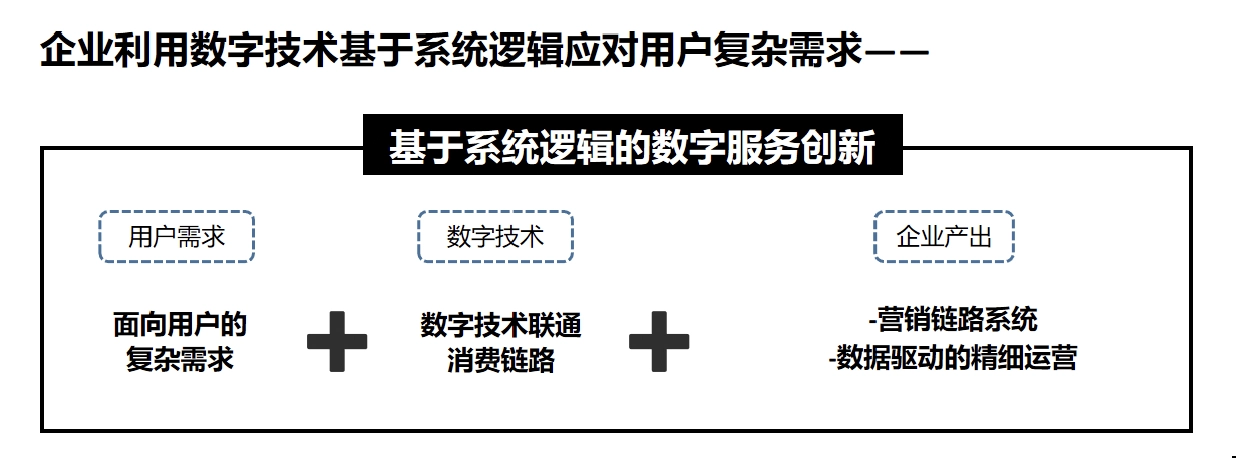 企业利用数字技术基于系统逻辑应对用户复杂需求——
基于系统逻辑的数字服务创新
用户需求
数字技术
企业产出
面向用户的
复杂需求
数字技术联通
消费链路
-营销链路系统
-数据驱动的精细运营